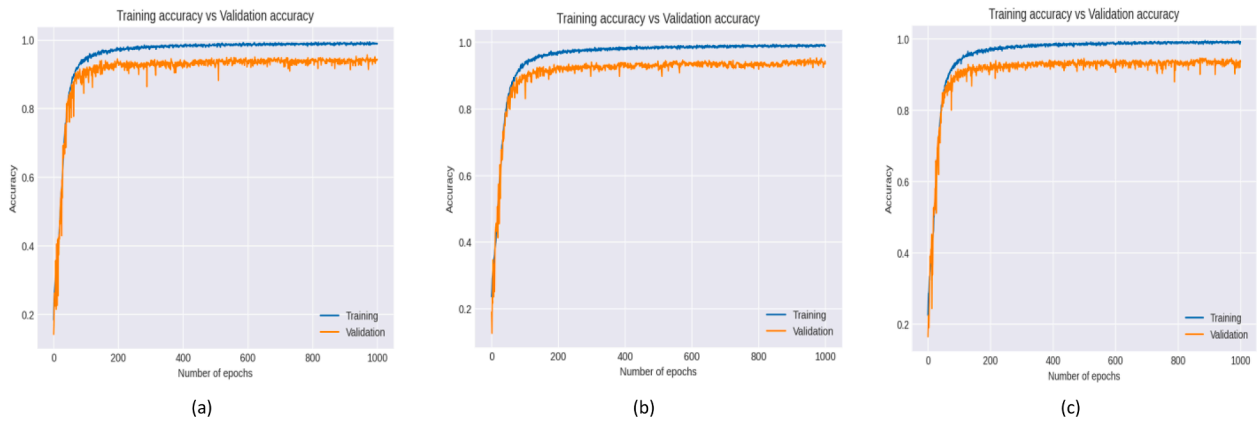 Training accuracy vs Validation accuracy
1.0
0.8
0.6
0.4
0.2
Accuracy
Training
Validation
0 200 400 600 800 1000
Number of epochs
(a)
Training accuracy vs Validation accuracy
1.0
0.8
0.6
0.4
0.2
Accuracy
Training
Validation
0 200 400 600 800 1000
Number of epochs
(b)
Training accuracy vs Validation accuracy
1.0
0.8
0.6
0.4
0.2
Accuracy
Training
Validation
0 200 400 600 800 1000
Number of epochs
(c)